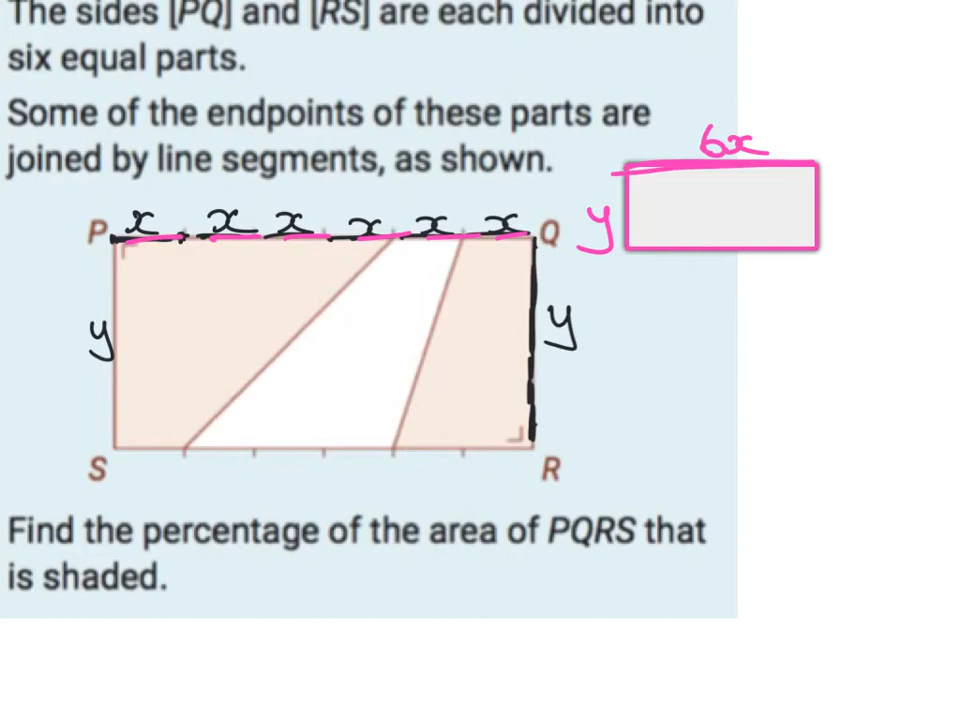 The sides [PQ] and [RS] are each divided into
six equal parts.
Some of the endpoints of these parts are
joined by line segments, as shown.
6x
P x x x x x x Q
y
y y
S R
Find the percentage of the area of PQRS that
is shaded.